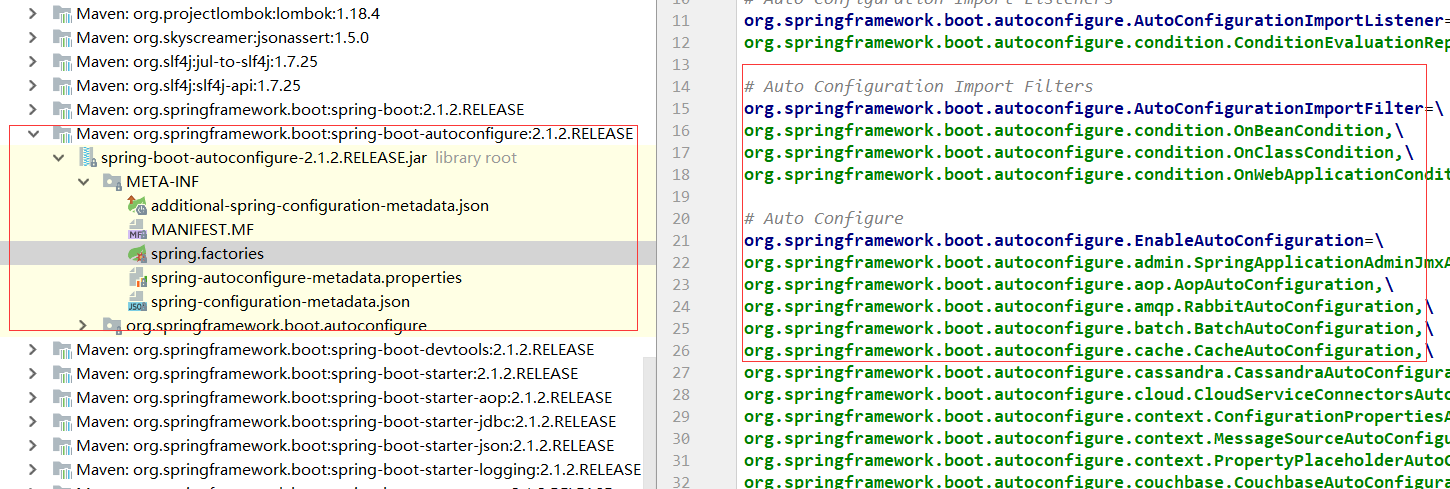 Maven: org.projectlombok:lombok:1.18.4
Maven: org.skyscreamer:jsonassert:1.5.0
Maven: org.slf4j:jul-to-slf4j:1.7.25
Maven: org.slf4j:slf4j-api:1.7.25
Maven: org.springframework.boot:spring-boot:2.1.2.RELEASE
Maven: org.springframework.boot:spring-boot-autoconfigure:2.1.2.RELEASE
spring-boot-autoconfigure-2.1.2.RELEASE.jar library root
META-INF
additional-spring-configuration-metadata.json
MANIFEST.MF
spring.factories
spring-autoconfigure-metadata.properties
spring-configuration-metadata.json
org.springframework.boot.autoconfigure
Maven: org.springframework.boot:spring-boot-devtools:2.1.2.RELEASE
Maven: org.springframework.boot:spring-boot-starter:2.1.2.RELEASE
Maven: org.springframework.boot:spring-boot-starter-aop:2.1.2.RELEASE
Maven: org.springframework.boot:spring-boot-starter-jdbc:2.1.2.RELEASE
Maven: org.springframework.boot:spring-boot-starter-json:2.1.2.RELEASE
Maven: org.springframework.boot:spring-boot-starter-logging:2.1.2.RELEASE
10 # Auto Configuration Import Listeners
11 org.springframework.boot.autoconfigure.AutoConfigurationImportListener=
12 org.springframework.boot.autoconfigure.condition.ConditionEvaluationRep
13
14 # Auto Configuration Import Filters
15 org.springframework.boot.autoconfigure.AutoConfigurationImportFilter=\
16 org.springframework.boot.autoconfigure.condition.OnBeanCondition,\
17 org.springframework.boot.autoconfigure.condition.OnClassCondition,\
18 org.springframework.boot.autoconfigure.condition.OnWebApplicationCondit
19
20 # Auto Configure
21 org.springframework.boot.autoconfigure.EnableAutoConfiguration=\
22 org.springframework.boot.autoconfigure.admin.SpringApplicationAdminJmxA
23 org.springframework.boot.autoconfigure.aop.AopAutoConfiguration,\
24 org.springframework.boot.autoconfigure.amqp.RabbitAutoConfiguration,\
25 org.springframework.boot.autoconfigure.batch.BatchAutoConfiguration,\
26 org.springframework.boot.autoconfigure.cache.CacheAutoConfiguration,\
27 org.springframework.boot.autoconfigure.cassandra.CassandraAutoConfigura
28 org.springframework.boot.autoconfigure.cloud.CloudServiceConnectorsAuto
29 org.springframework.boot.autoconfigure.context.ConfigurationPropertiesA
30 org.springframework.boot.autoconfigure.context.MessageSourceAutoConfigu
31 org.springframework.boot.autoconfigure.context.PropertyPlaceholderAutoC
32 org.springframework.boot.autoconfigure.couchbase.CouchbaseAutoConfigura